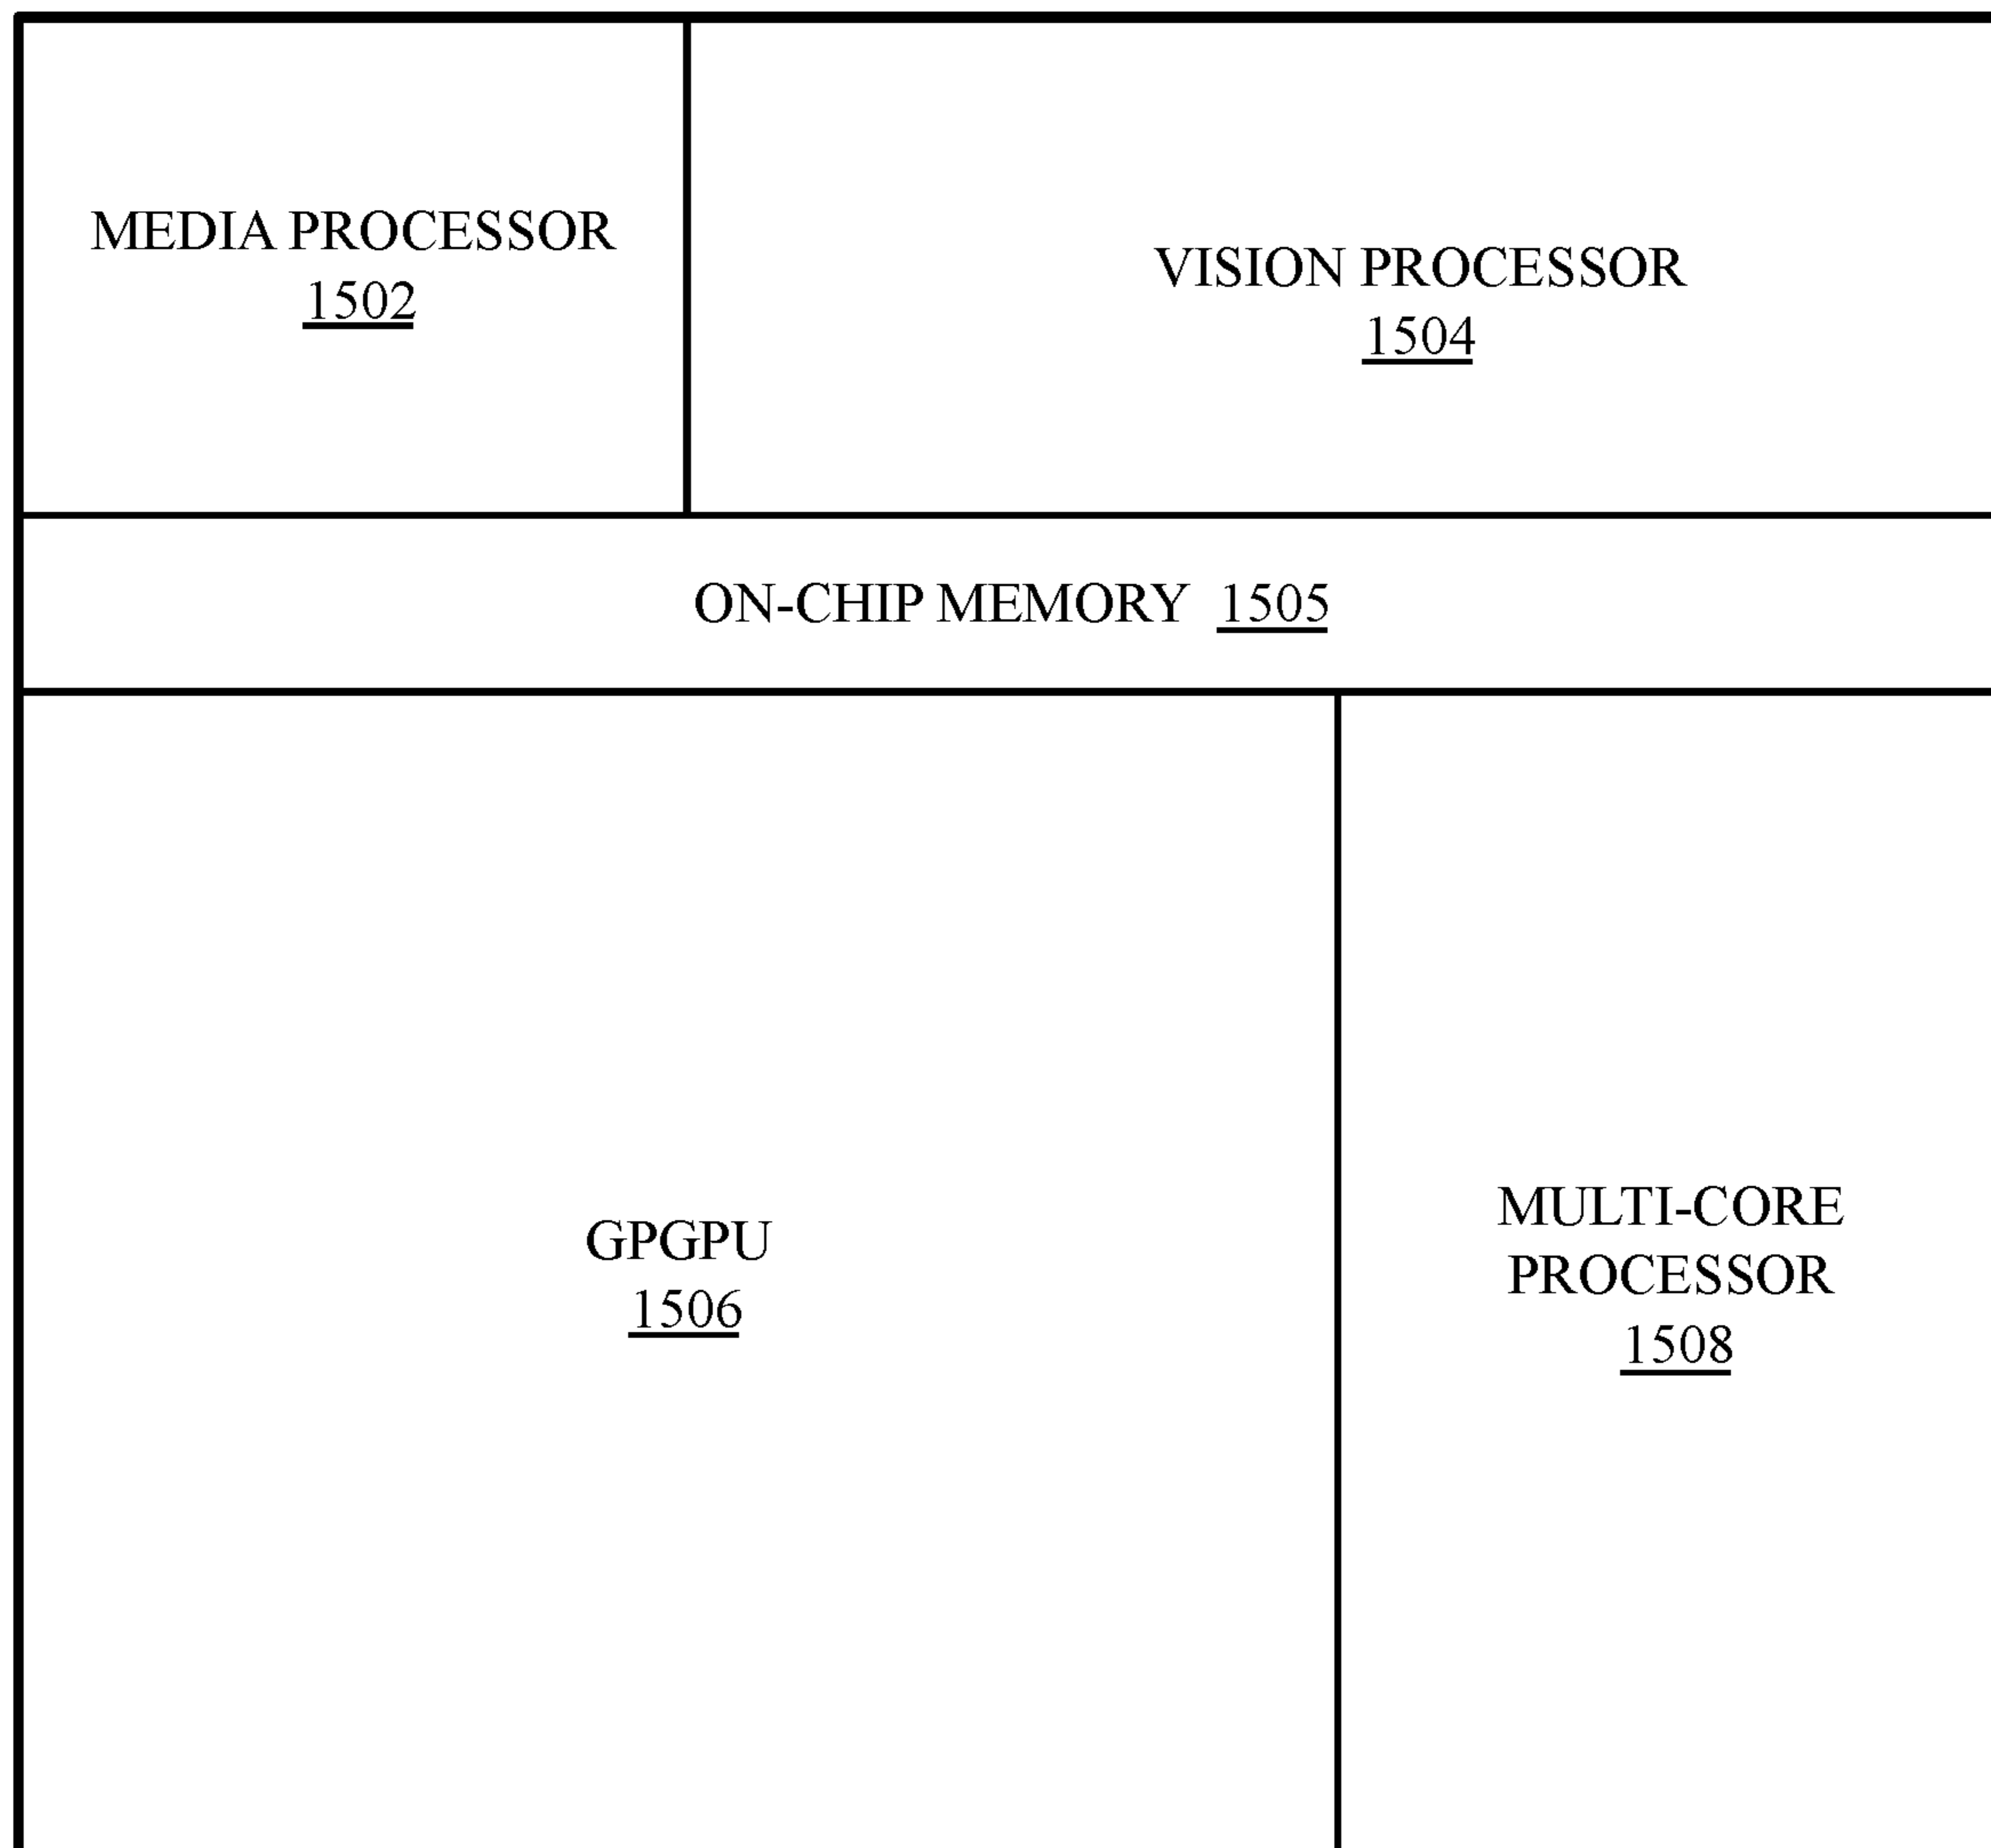 MEDIA PROCESSOR
1502
VISION PROCESSOR
1504
ON-CHIP MEMORY 1505
GPGPU
1506
MULTI-CORE
PROCESSOR
1508